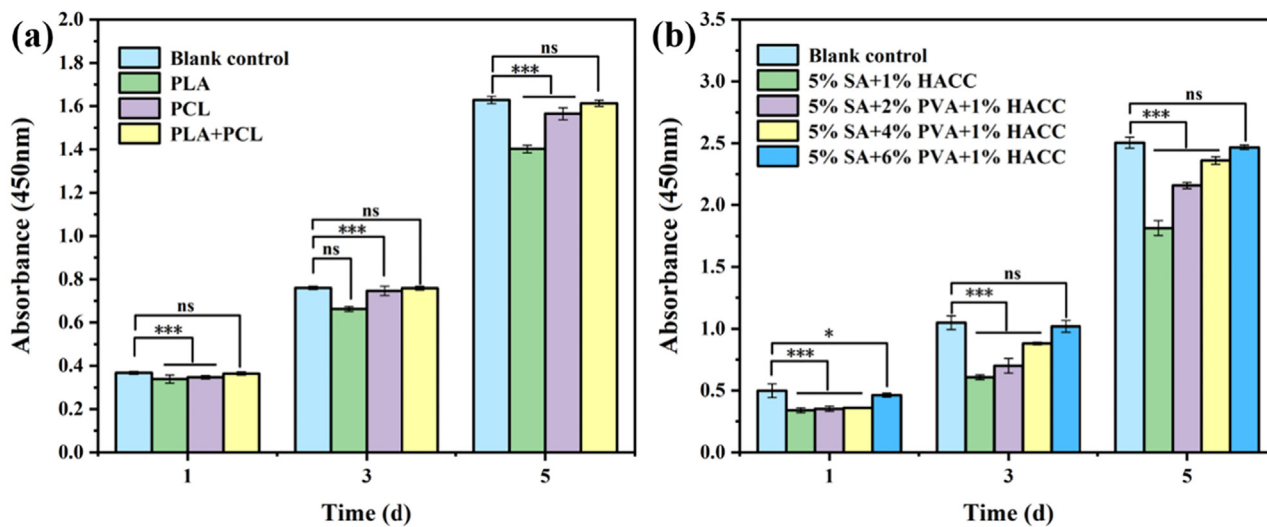 (a)
Absorbance (450nm)
2.0
1.8
1.6
1.4
1.2
1.0
0.8
0.6
0.4
0.2
0.0
Blank control
PLA
PCL
PLA+PCL
ns
***
ns
***
ns
ns
***
ns
1
3
5
Time (d)
(b)
Absorbance (450nm)
3.5
3.0
2.5
2.0
1.5
1.0
0.5
0.0
Blank control
5% SA+1% HACC
5% SA+2% PVA+1% HACC
5% SA+4% PVA+1% HACC
5% SA+6% PVA+1% HACC
*
***
ns
***
ns
***
1
3
5
Time (d)